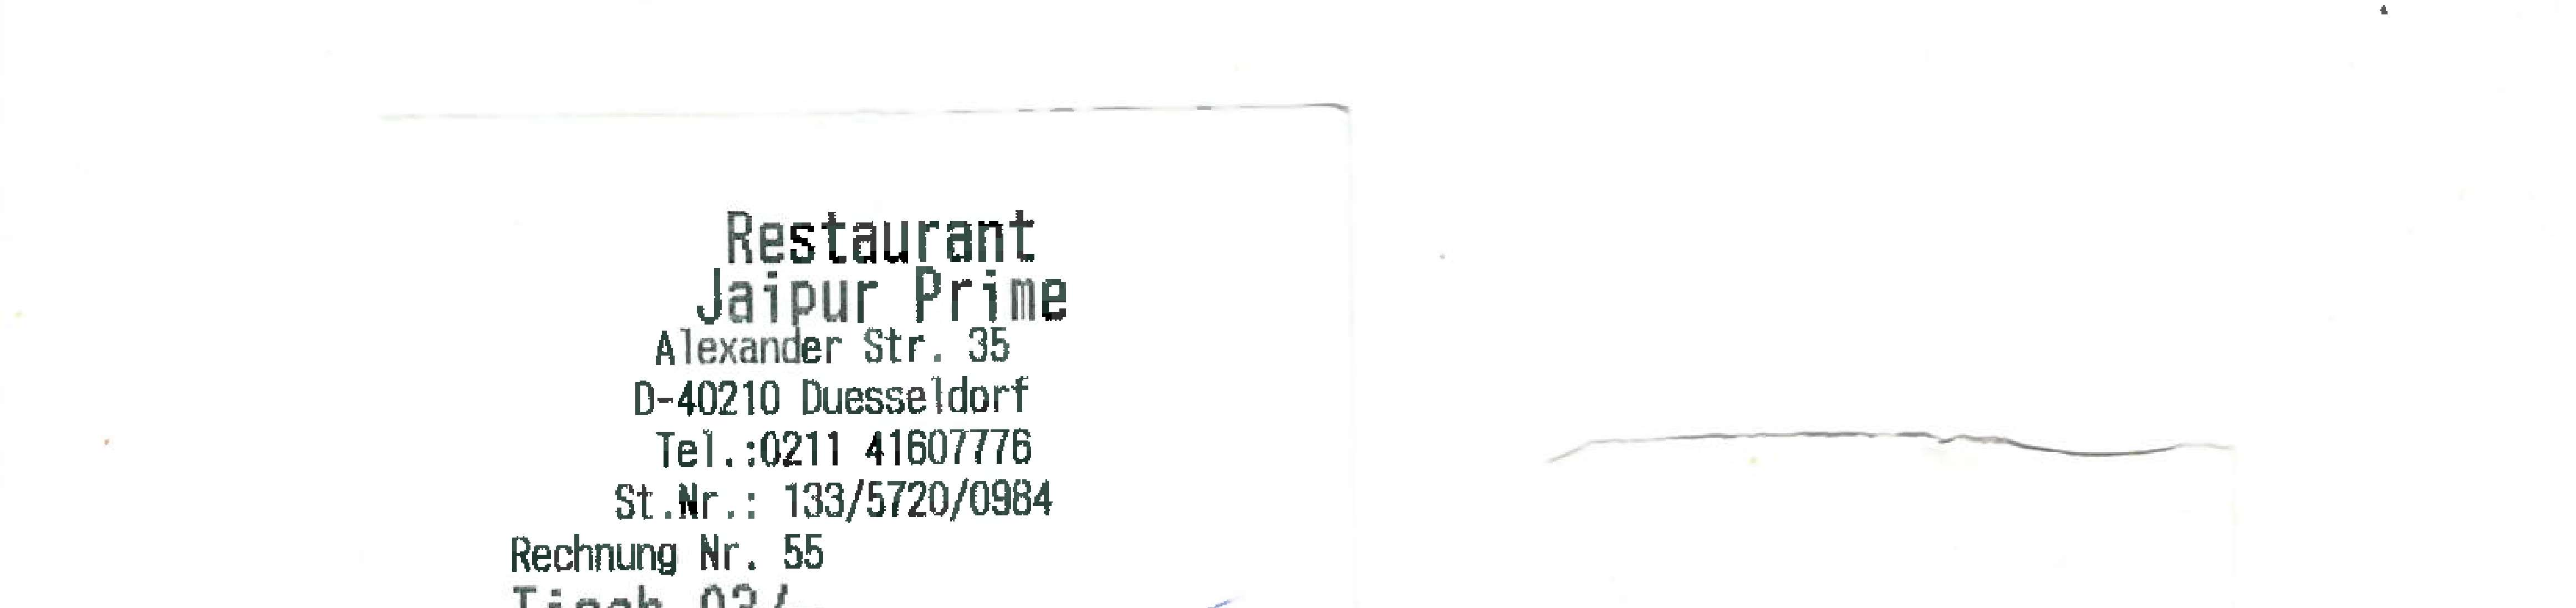 Restaurant
Jaipur Prime
Alexander Str. 35
D-40210 Duesseldorf
Tel.:0211 41607776
St.Nr.: 133/5720/0984
Rechnung Nr. 55
Tisch